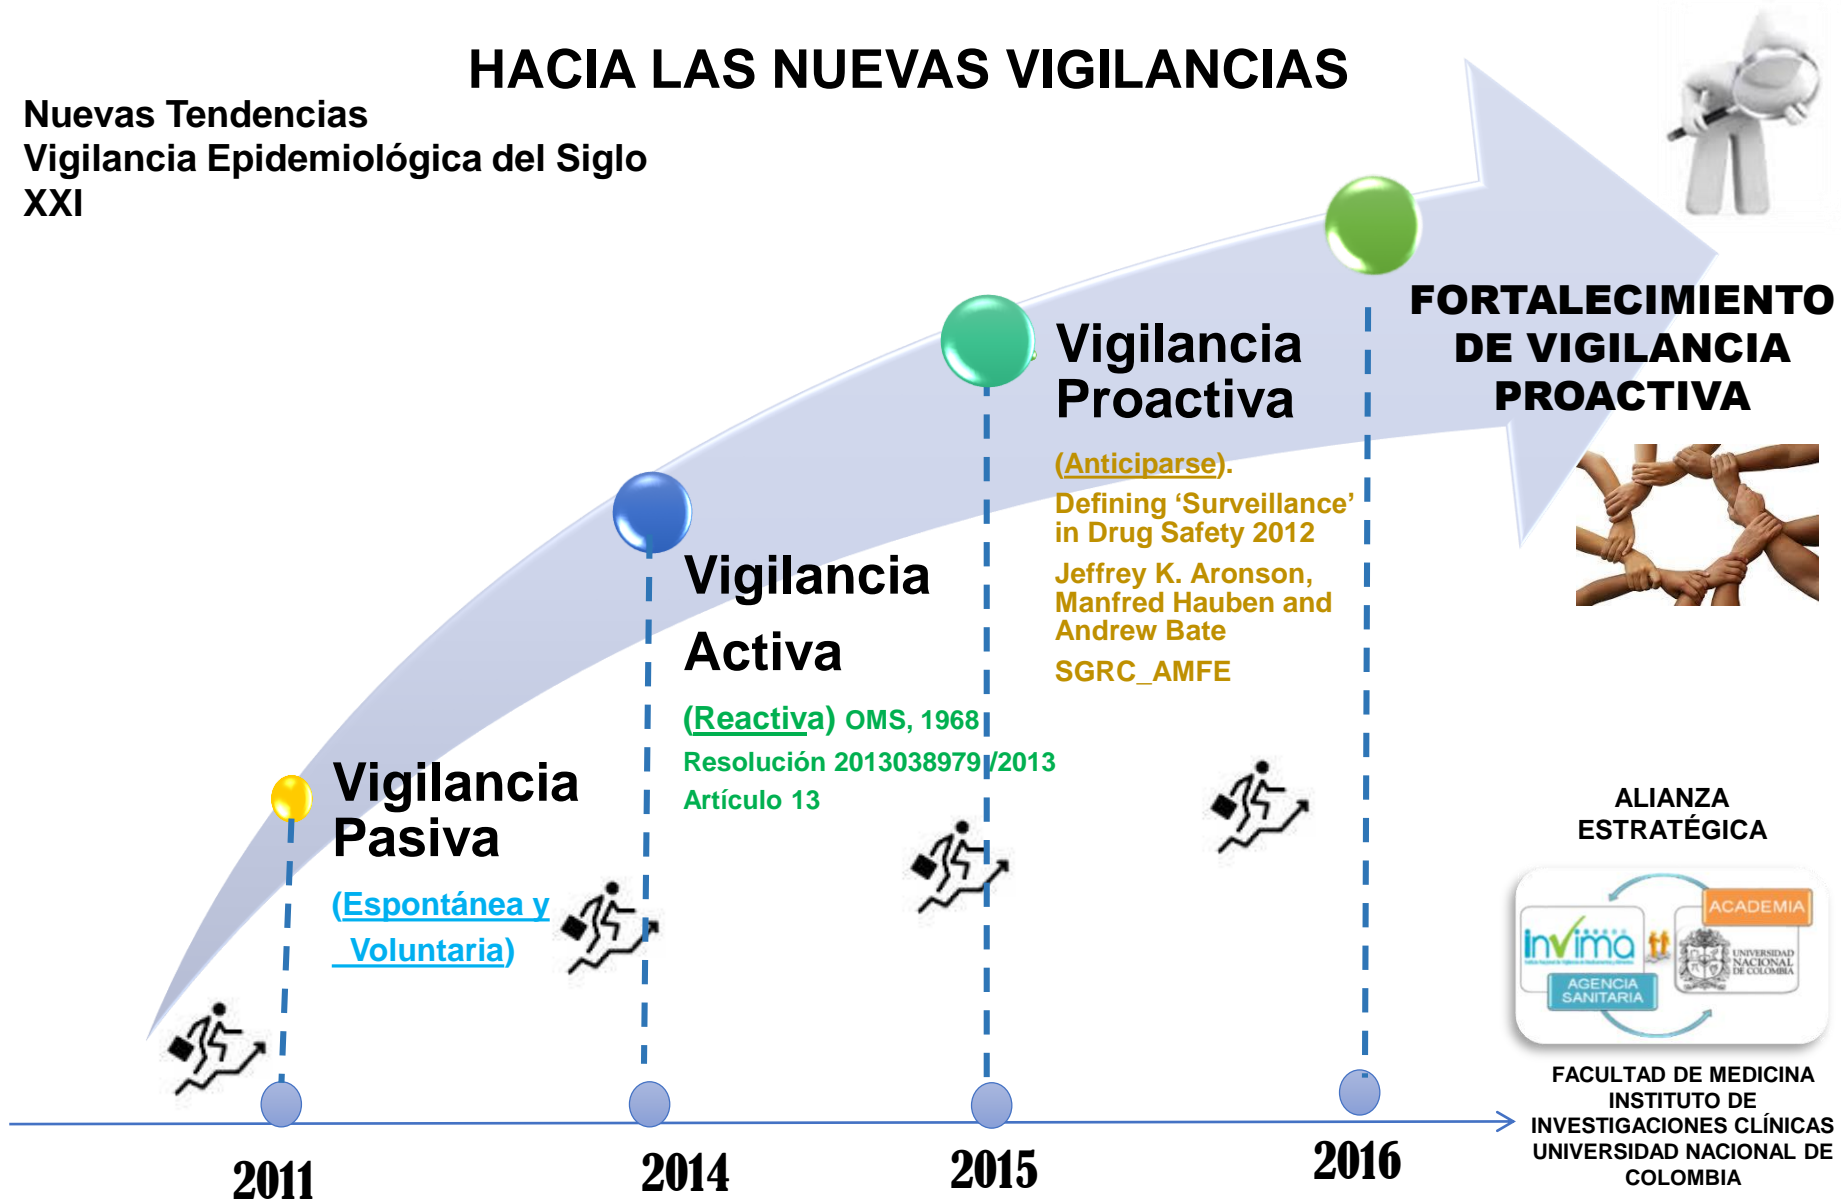 HACIA LAS NUEVAS VIGILANCIAS
Nuevas Tendencias
Vigilancia Epidemiológica del Siglo
XXI
FORTALECIMIENTO
DE VIGILANCIA
PROACTIVA
Vigilancia
Proactiva
(Anticiparse).
Defining ‘Surveillance’
in Drug Safety 2012
Jeffrey K. Aronson,
Manfred Hauben and
Andrew Bate
SGRC_AMFE
Vigilancia
Activa
(Reactiva) OMS, 1968
Resolución 2013038979 /2013
Artículo 13
Vigilancia
Pasiva
(Espontánea y
Voluntaria)
ALIANZA
ESTRATÉGICA
ACADEMIA
invima
AGENCIA
SANITARIA
UNIVERSIDAD
NACIONAL
DE COLOMBIA
FACULTAD DE MEDICINA
INSTITUTO DE
INVESTIGACIONES CLÍNICAS
UNIVERSIDAD NACIONAL DE
COLOMBIA
2011
2014
2015
2016